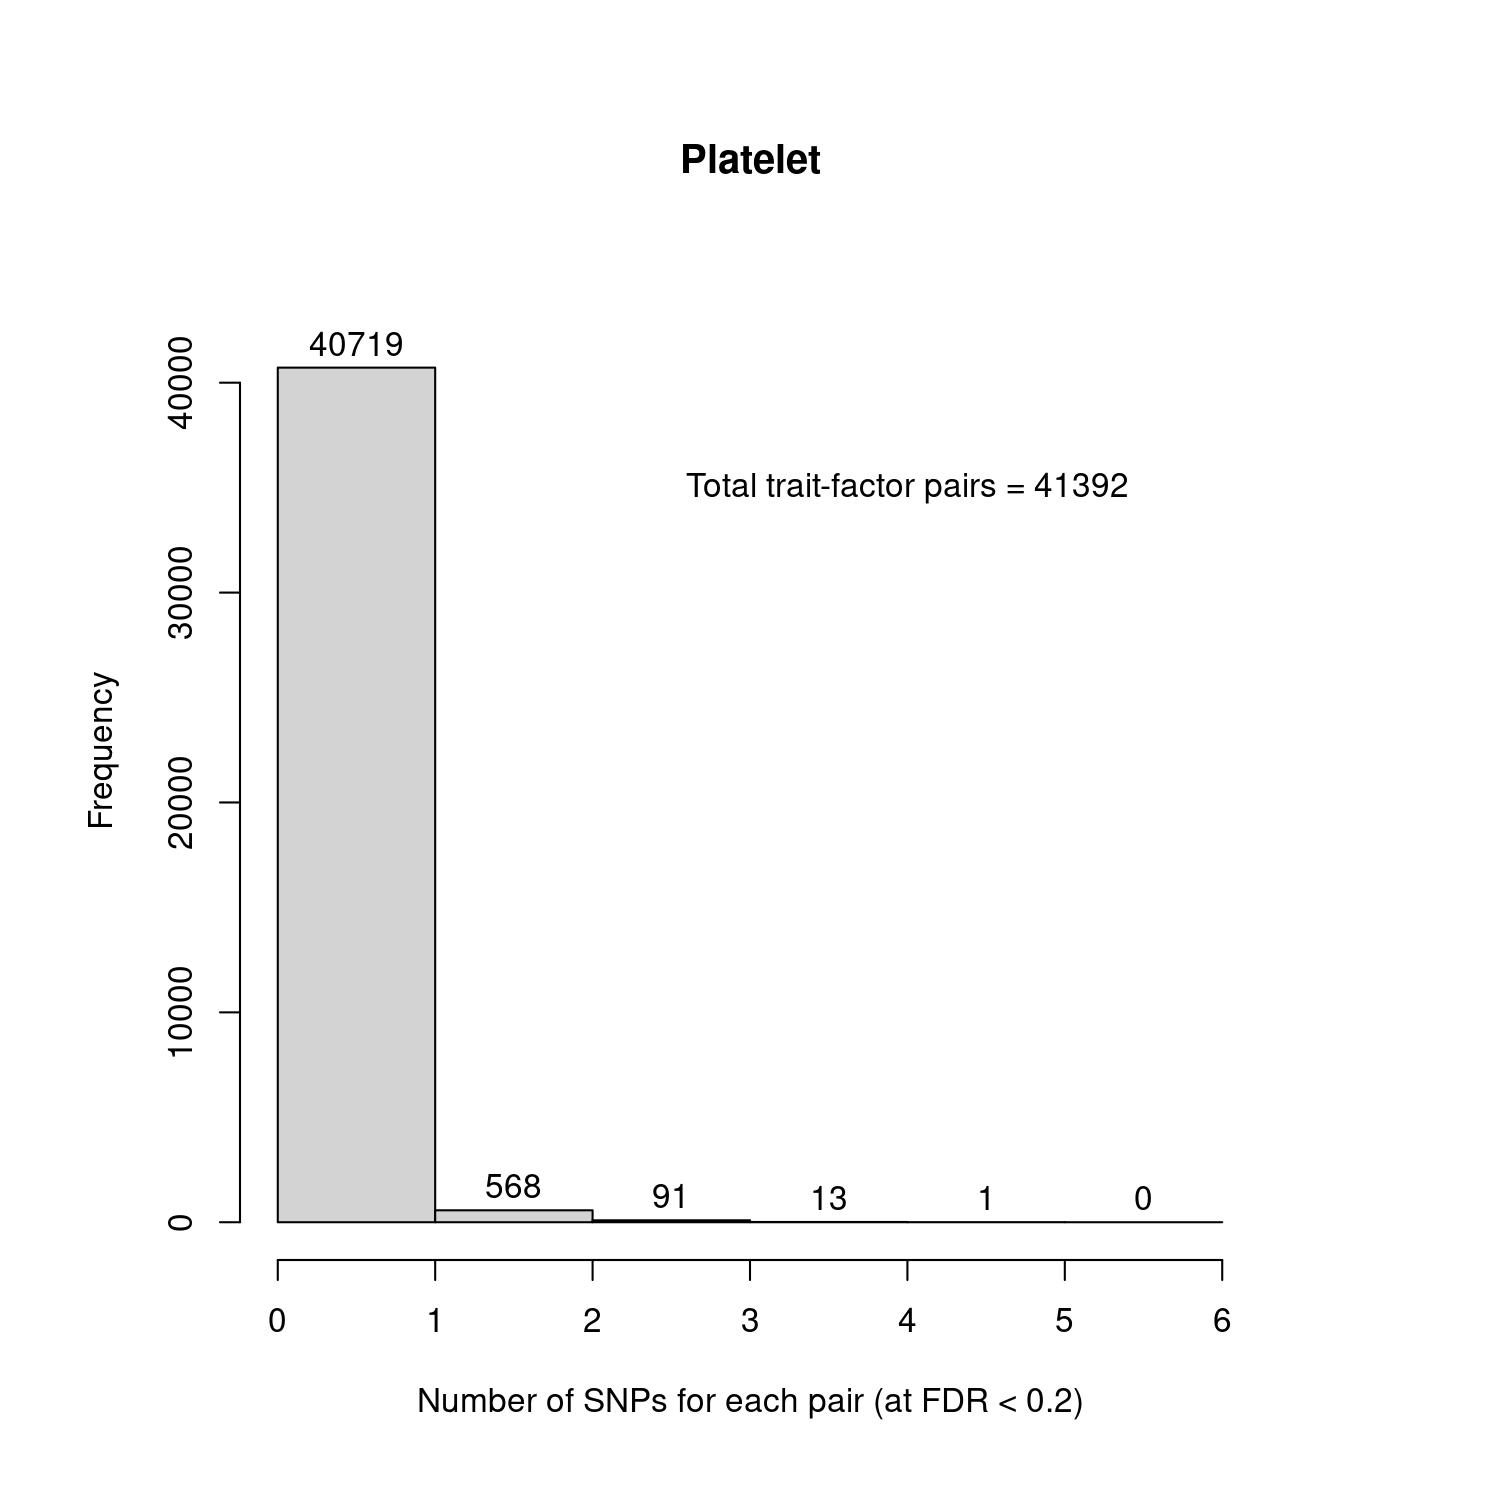 Platelet
40719
Total trait-factor pairs = 41392
568
91
13
1
0
Frequency
40000
30000
20000
10000
0
0 1 2 3 4 5 6
Number of SNPs for each pair (at FDR < 0.2)